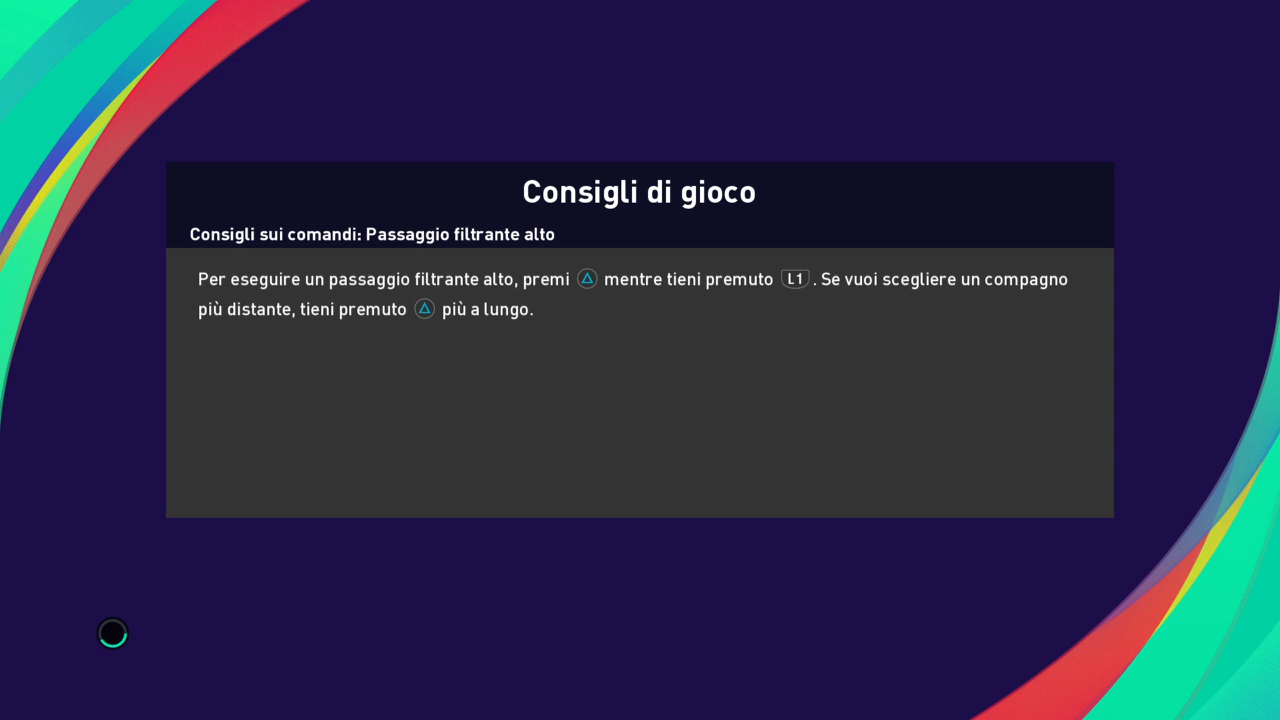 Consigli di gioco
Consigli sui comandi: Passaggio filtrante alto
Per eseguire un passaggio filtrante alto, premi △ mentre tieni premuto L1. Se vuoi scegliere un compagno
più distante, tieni premuto △ più a lungo.